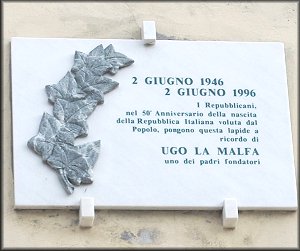 2 GIUGNO 1946
2 GIUGNO 1996
I Repubblicani,
nel 50° Anniversario della nascita
della Repubblica Italiana voluta dal
Popolo, pongono questa lapide a
ricordo di
UGO LA MALFA
uno dei padri fondatori